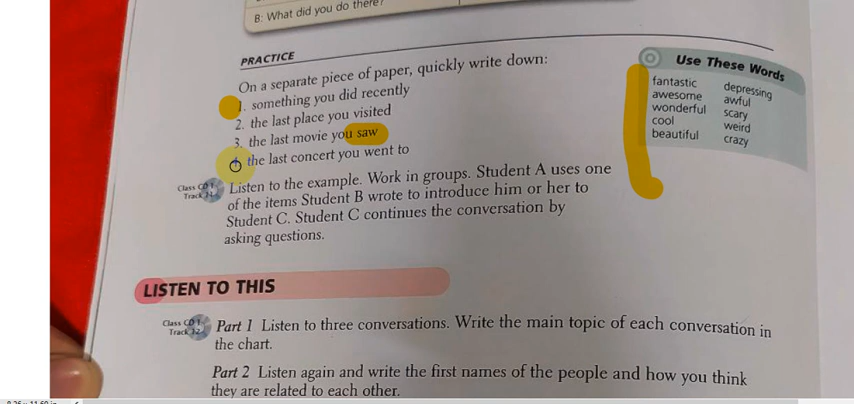 B: What did you do there?
PRACTICE
On a separate piece of paper, quickly write down:
1. something you did recently
2. the last place you visited
3. the last movie you saw
the last concert you went to
Use These Words
fantastic depressing
awesome awful
wonderful scary
cool weird
beautiful crazy
Class CD 1
Track
Listen to the example. Work in groups. Student A uses one
of the items Student B wrote to introduce him or her to
Student C. Student C continues the conversation by
asking questions.
LISTEN TO THIS
Class CD 1
Track
Part 1 Listen to three conversations. Write the main topic of each conversation in
the chart.
Part 2 Listen again and write the first names of the people and how you think
they are related to each other.